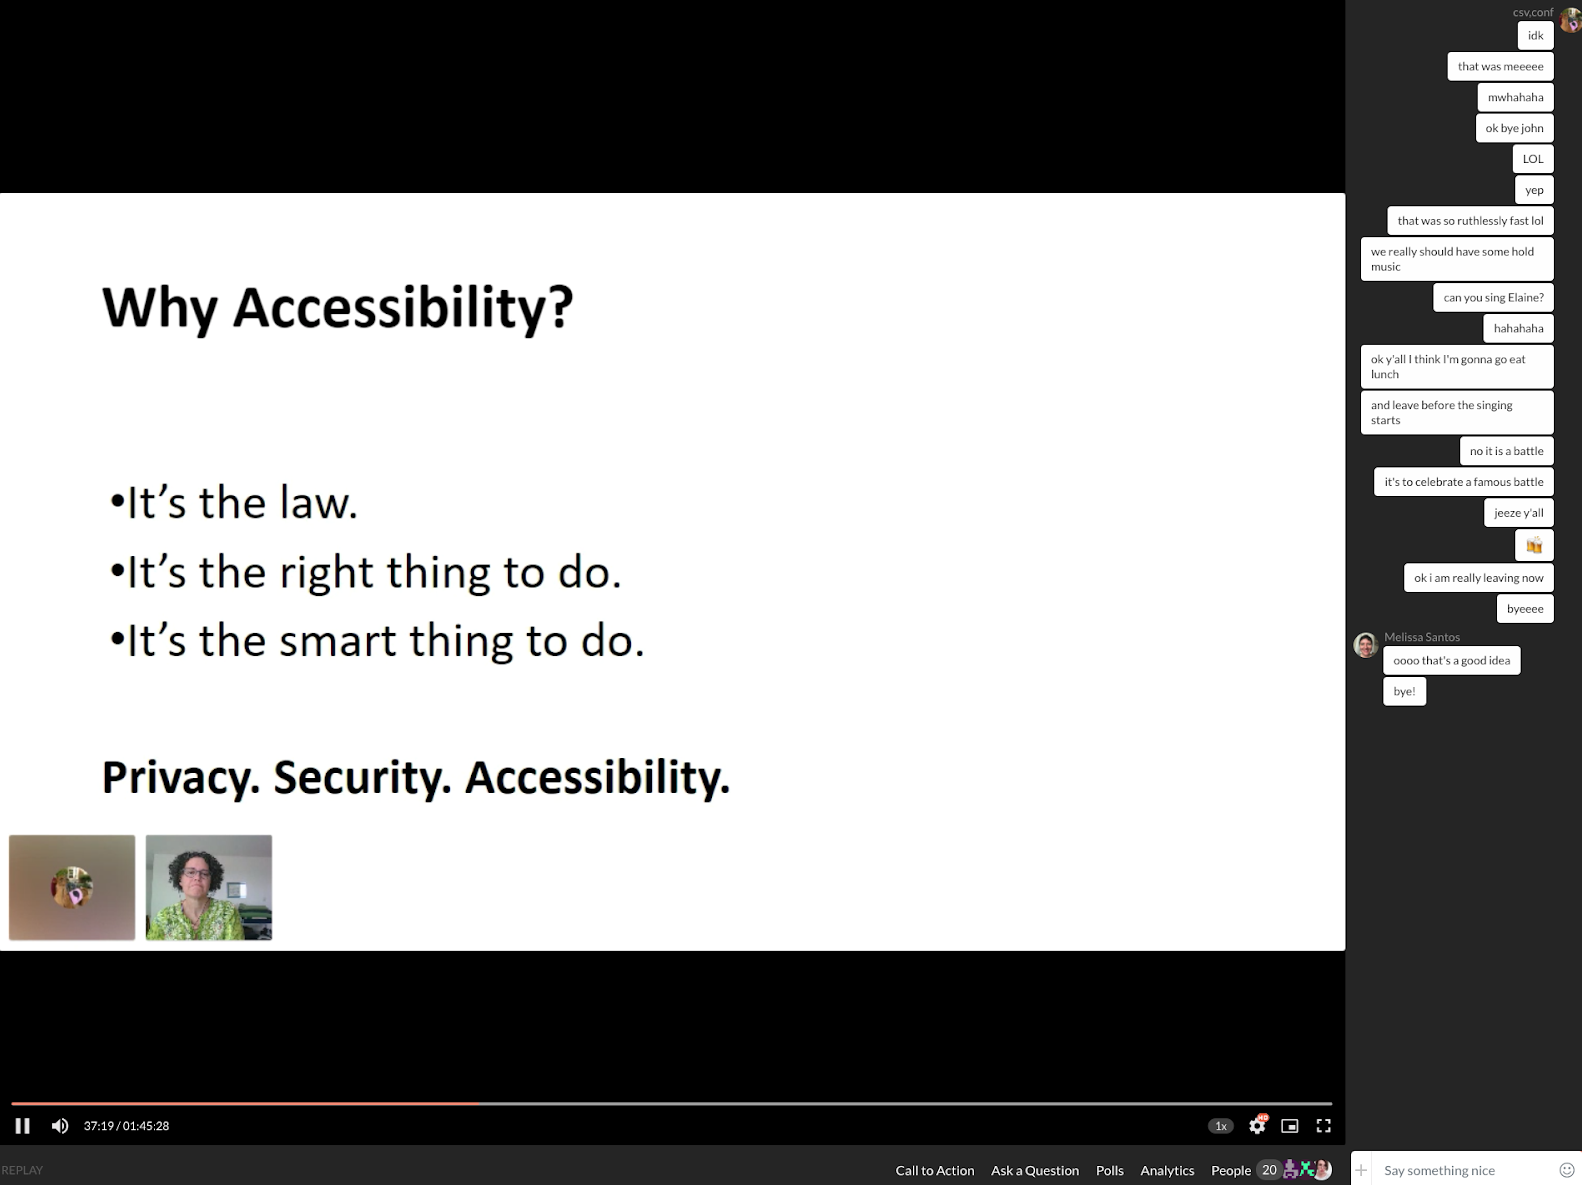 Why Accessibility?
•It’s the law.
•It’s the right thing to do.
•It’s the smart thing to do.
Privacy. Security. Accessibility.
37:19 / 01:45:28
1x
HD
REPLAY
Call to Action
Ask a Question
Polls
Analytics
People
20
csv,conf
idk
that was meeeee
mwhahaha
ok bye john
LOL
yep
that was so ruthlessly fast lol
we really should have some hold
music
can you sing Elaine?
hahahaha
ok y'all I think I'm gonna go eat
lunch
and leave before the singing
starts
no it is a battle
it's to celebrate a famous battle
jeeze y'all
🍻
ok i am really leaving now
byeeee
Melissa Santos
oooo that's a good idea
bye!
Say something nice